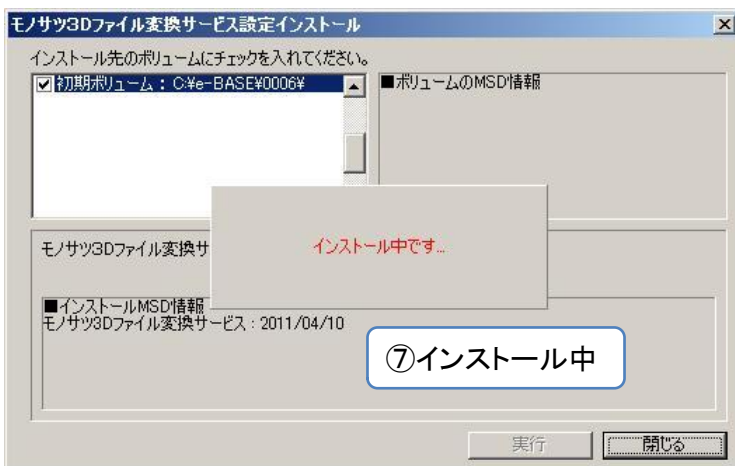 モノサツ3Dファイル変換サービス設定インストール
インストール先のボリュームにチェックを入れてください。
初期ボリューム : C:¥e-BASE¥0006¥
■ボリュームのMSD情報
インストール中です...
モノサツ3Dファイル変換サ
■インストールMSD情報
モノサツ3Dファイル変換サービス : 2011/04/10
⑦インストール中
実行
閉じる